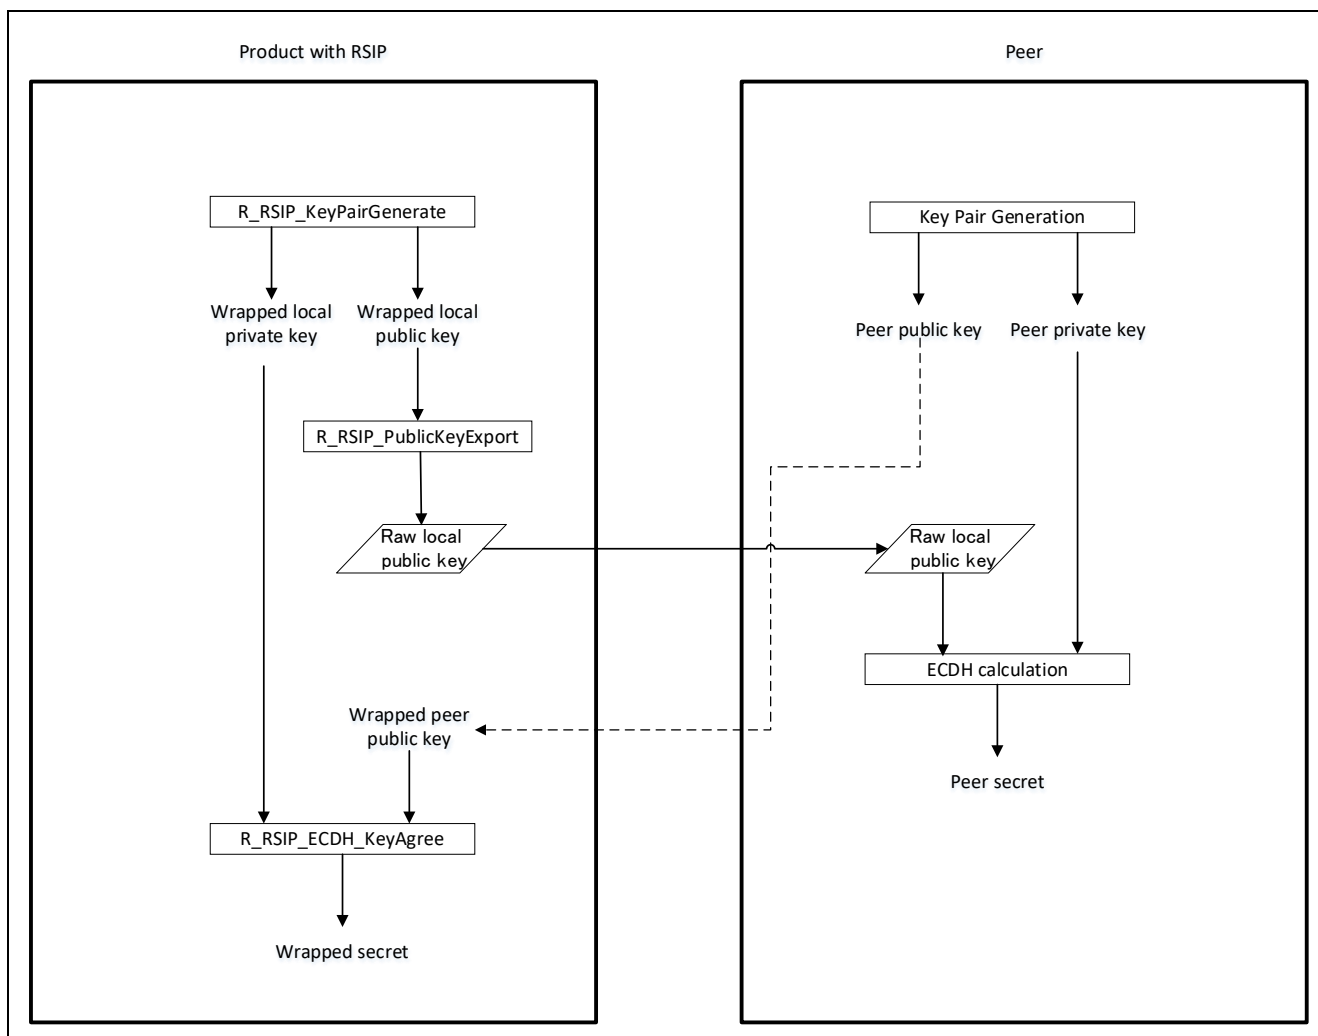 Product with RSIP
Peer
R_RSIP_KeyPairGenerate
Key Pair Generation
Wrapped local
private key
Wrapped local
public key
Peer public key
Peer private key
R_RSIP_PublicKeyExport
Raw local
public key
Raw local
public key
ECDH calculation
Wrapped peer
public key
Peer secret
R_RSIP_ECDH_KeyAgree
Wrapped secret